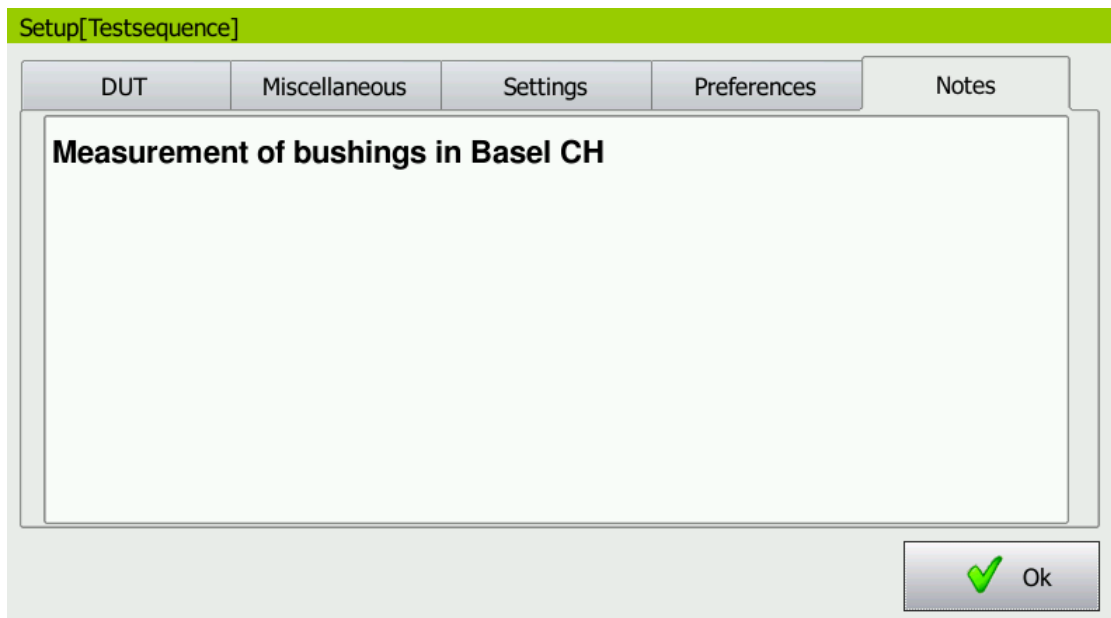 Setup[Testsequence]
DUT Miscellaneous Settings Preferences Notes
Measurement of bushings in Basel CH
Ok